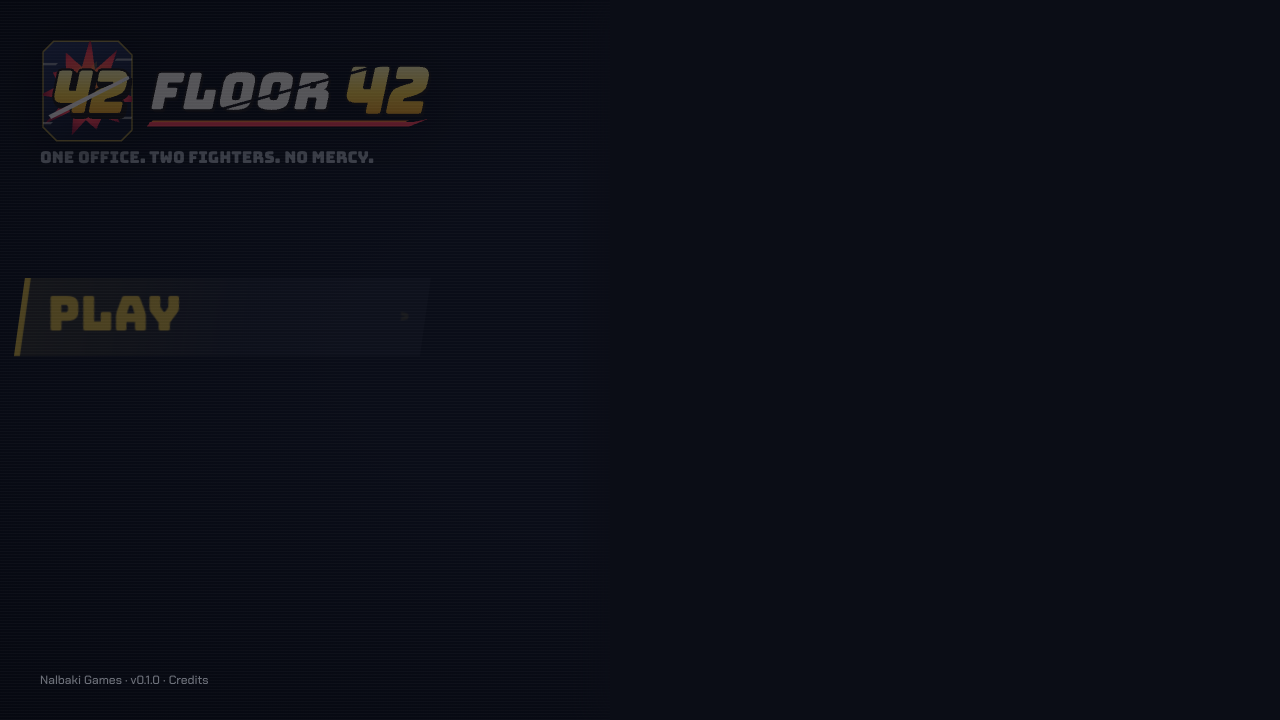 42 FLOOR 42
ONE OFFICE. TWO FIGHTERS. NO MERCY.
PLAY
Nalbaki Games · v0.1.0 · Credits